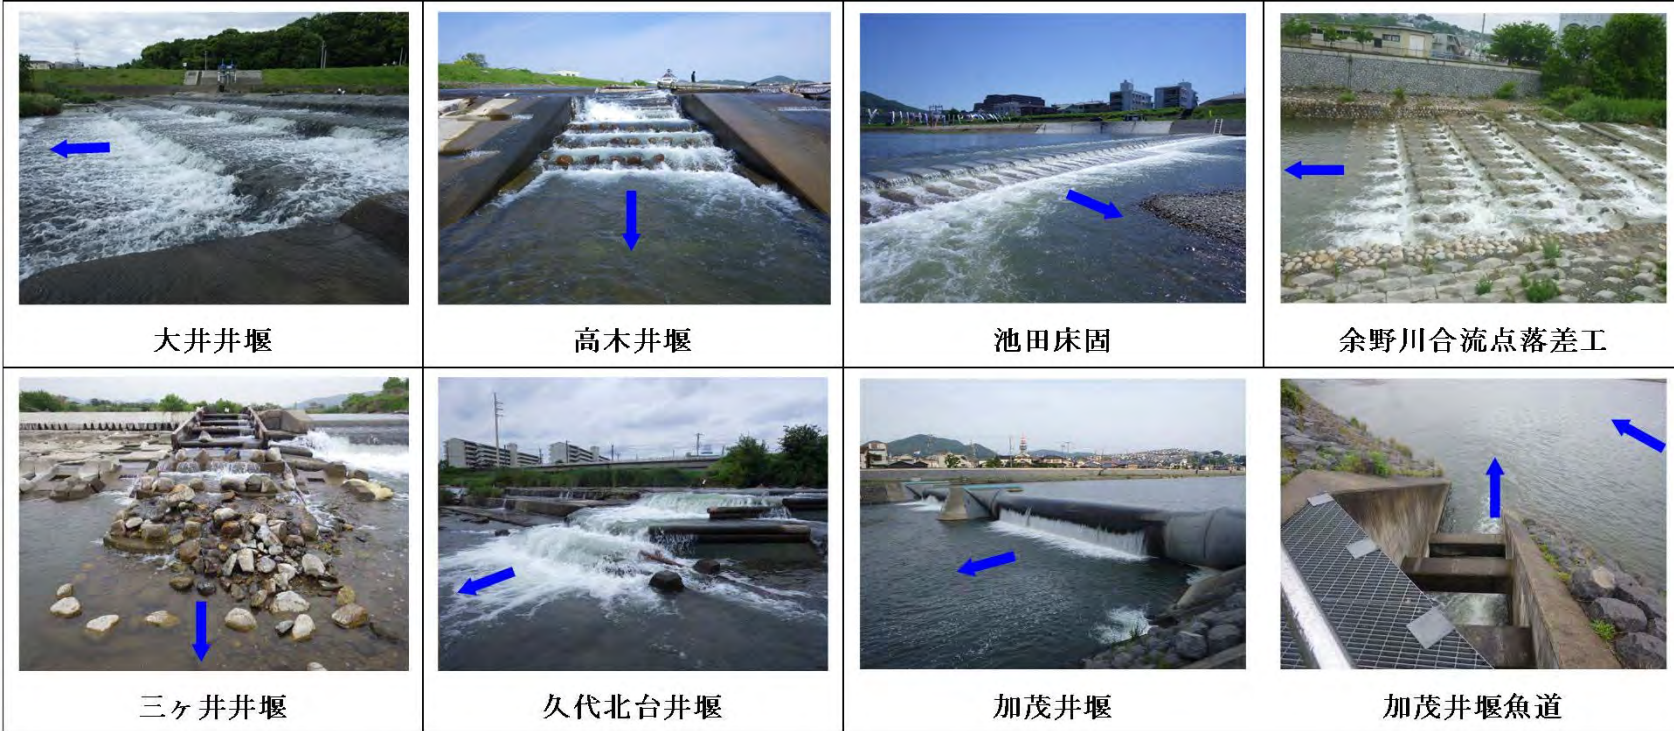 大井井堰
高木井堰
池田床固
余野川合流点落差工
三ヶ井井堰
久代北台井堰
加茂井堰
加茂井堰魚道